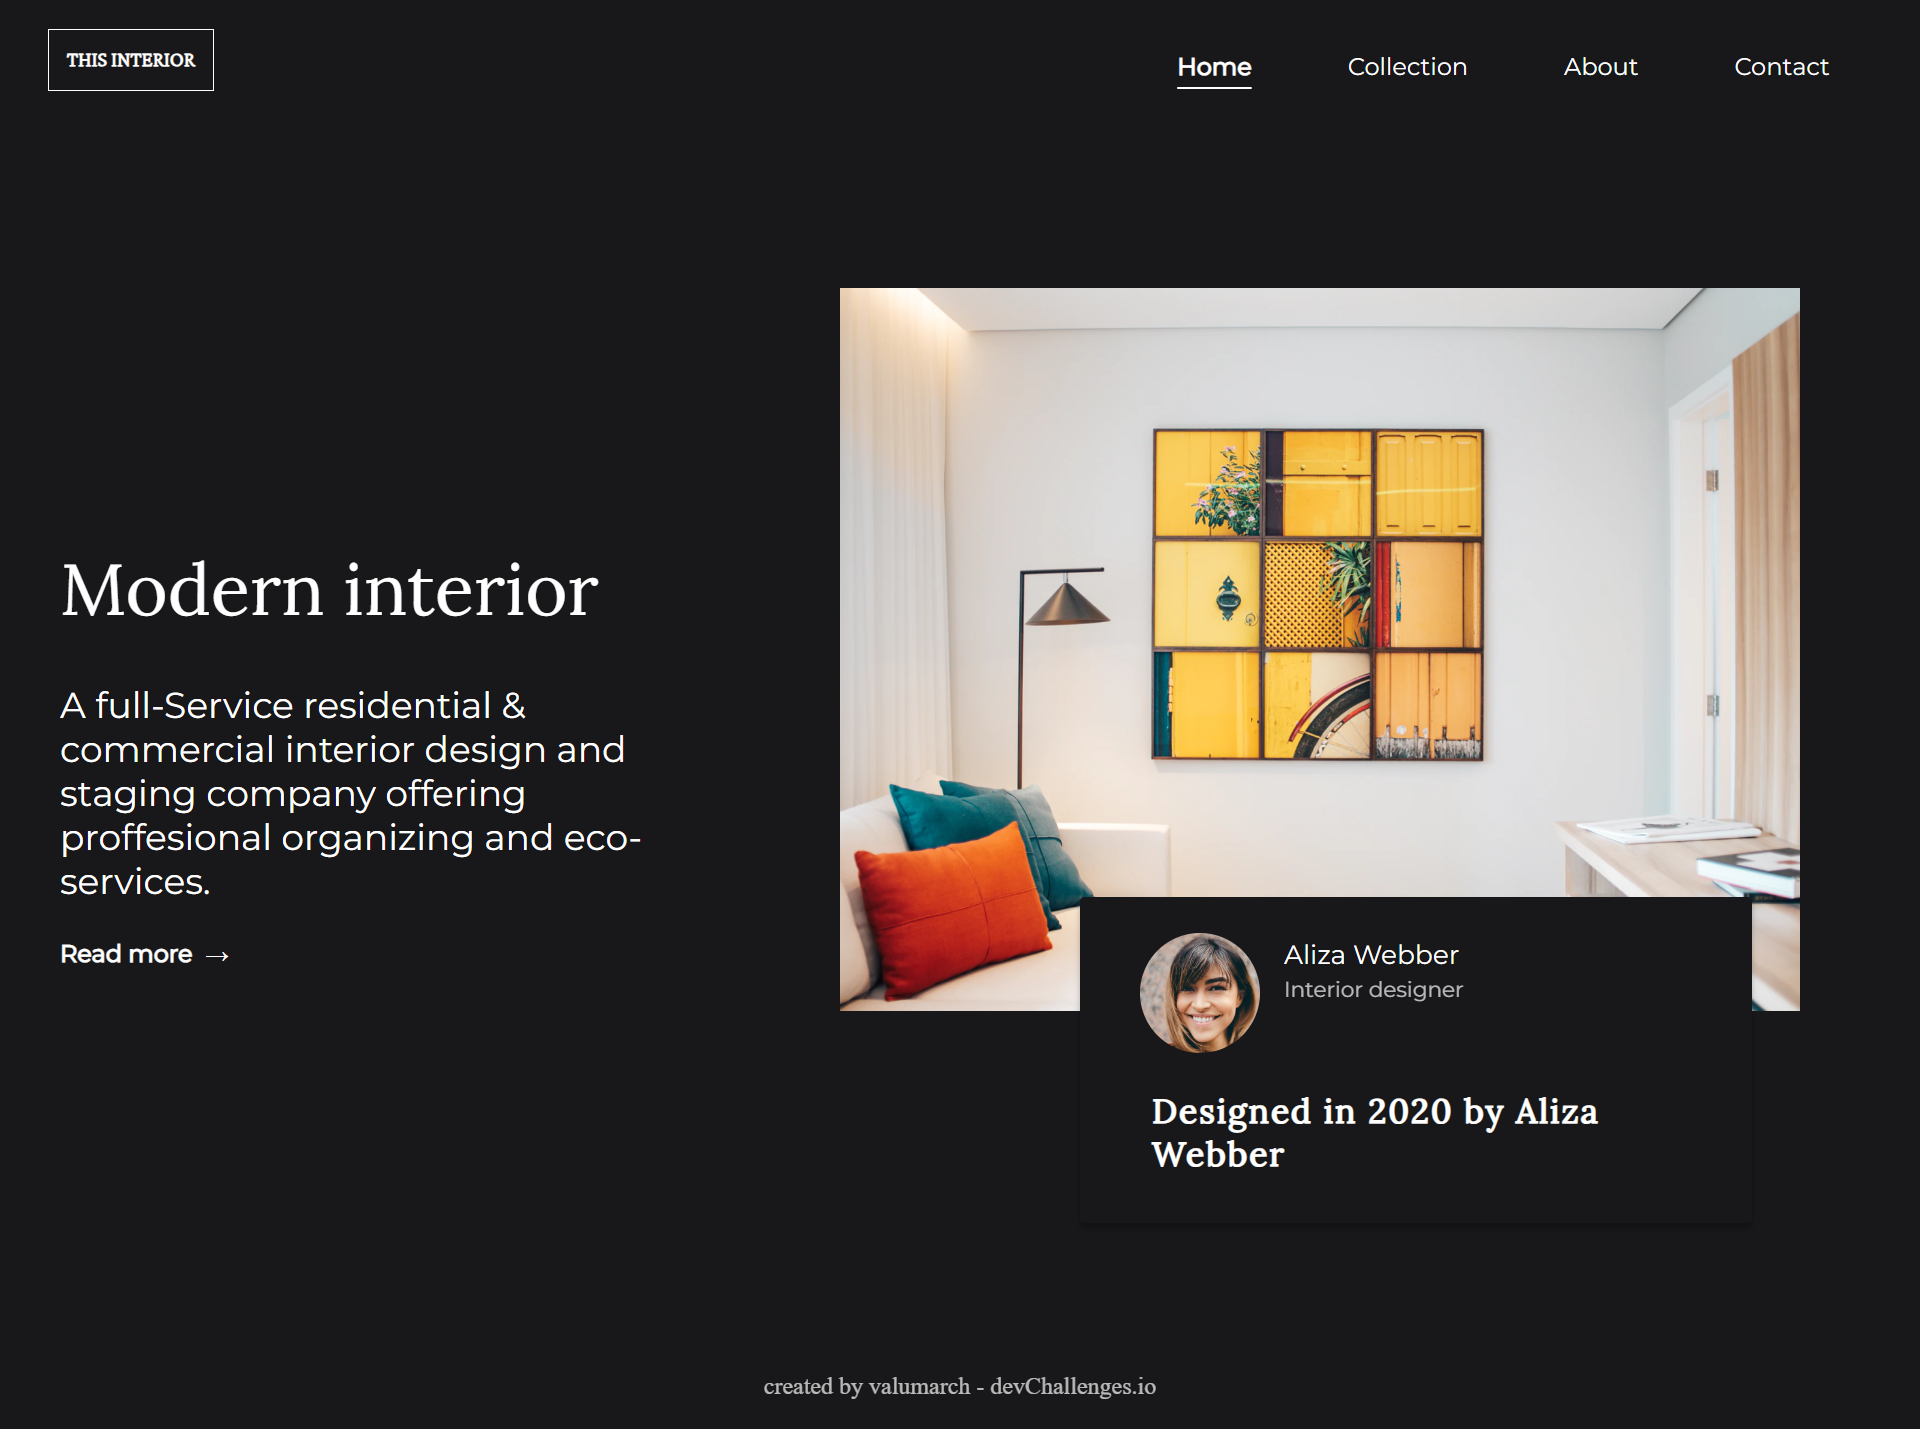 THIS INTERIOR
Home
Collection
About
Contact
Modern interior
A full-Service residential &
commercial interior design and
staging company offering
proffesional organizing and eco-
services.
Read more →
Aliza Webber
Interior designer
Designed in 2020 by Aliza
Webber
created by valumarch - devChallenges.io